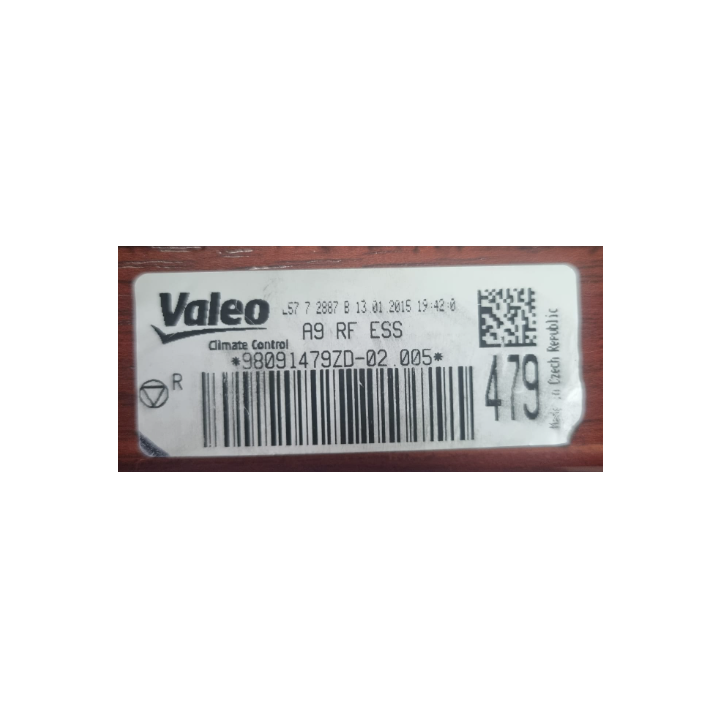 Valeo
L57 7 2887 B 13.01.2015 19:42:0
A9 RF ESS
Climate Control
*98091479ZD-02.005*
R
479
Made in Czech Republic